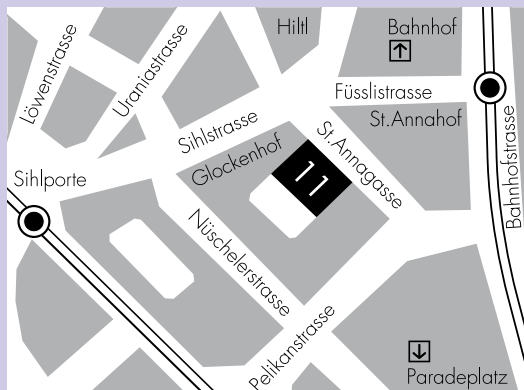 Hiltl
Bahnhof
Löwenstrasse
Uraniastrasse
Füsslistrasse
St.Annahof
Sihlstrasse
Glockenhof
St.Annagasse
11
Bahnhofstrasse
Sihlporte
Nüschelerstrasse
Pelikanstrasse
Paradeplatz